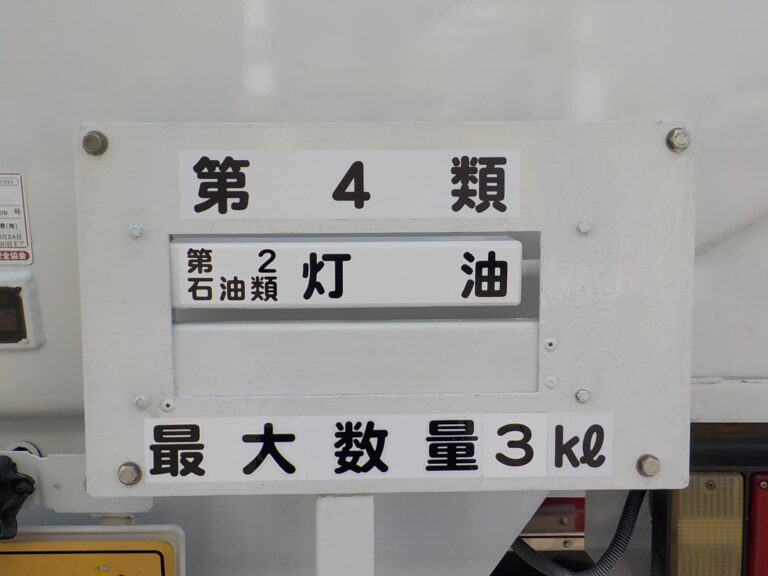 第4類
第2
石油類
灯油
最大数量3kℓ